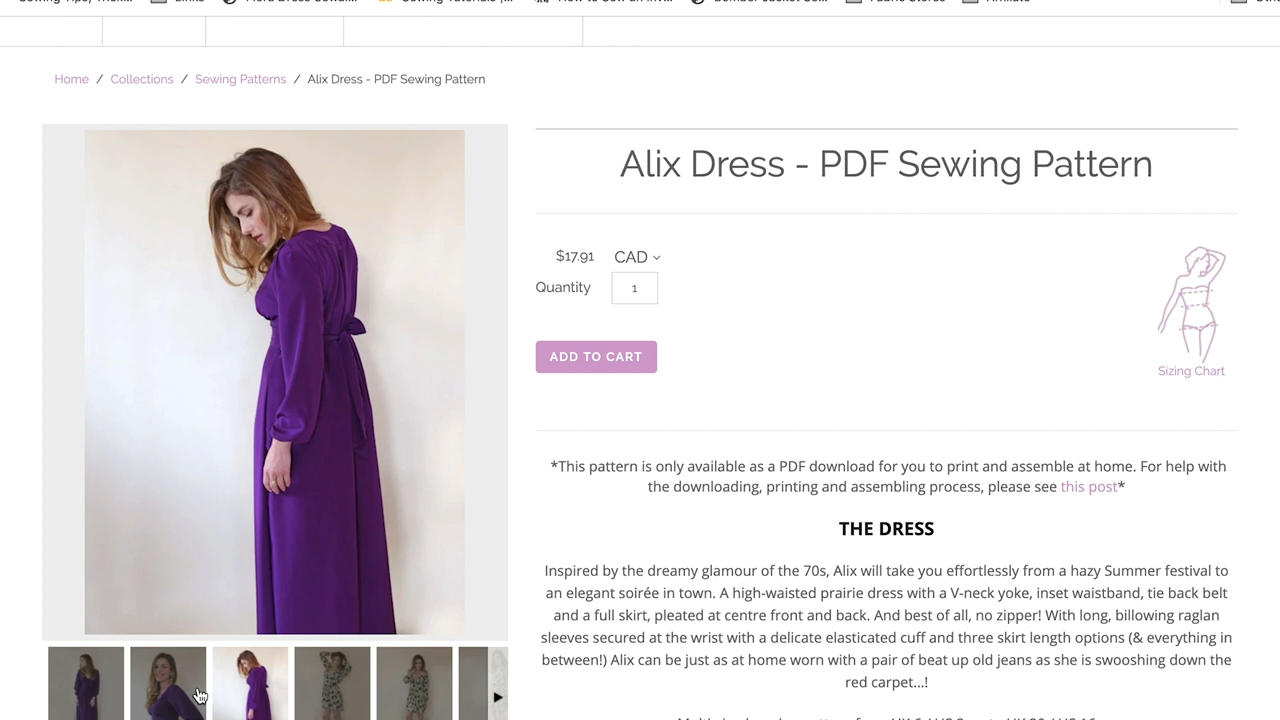 Links
Home / Collections / Sewing Patterns / Alix Dress - PDF Sewing Pattern
Alix Dress - PDF Sewing Pattern
$17.91 CAD
Quantity 1
ADD TO CART
Sizing Chart
*This pattern is only available as a PDF download for you to print and assemble at home. For help with
the downloading, printing and assembling process, please see this post*
THE DRESS
Inspired by the dreamy glamour of the 70s, Alix will take you effortlessly from a hazy Summer festival to
an elegant soirée in town. A high-waisted prairie dress with a V-neck yoke, inset waistband, tie back belt
and a full skirt, pleated at centre front and back. And best of all, no zipper! With long, billowing raglan
sleeves secured at the wrist with a delicate elasticated cuff and three skirt length options (& everything in
between!) Alix can be just as at home worn with a pair of beat up old jeans as she is swooshing down the
red carpet...!